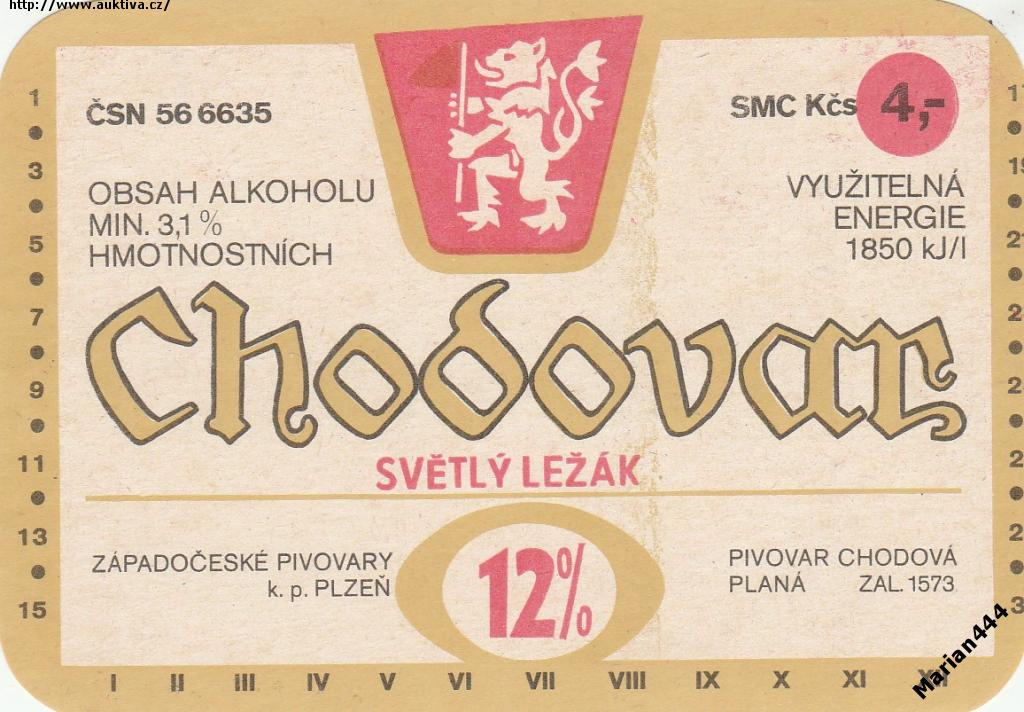 http://www.auktiva.cz/
ČSN 56 6635
SMC Kčs 4,-
OBSAH ALKOHOLU
MIN. 3,1 %
HMOTNOSTNÍCH
VYUŽITELNÁ
ENERGIE
1850 kJ/l
Chodovar
SVĚTLÝ LEŽÁK
ZÁPADOČESKÉ PIVOVARY
k. p. PLZEŇ
12%
PIVOVAR CHODOVÁ
PLANÁ ZAL. 1573
1
3
5
7
9
11
13
15
I II III IV V VI VII VIII IX X XI
Marian444